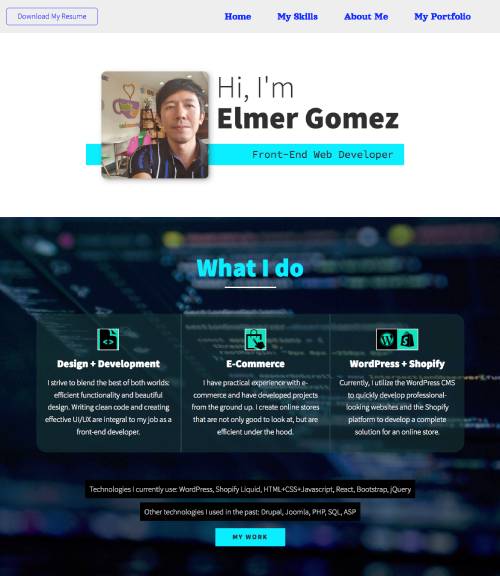 Download My Resume
Home
My Skills
About Me
My Portfolio
Hi, I'm
Elmer Gomez
Front-End Web Developer
What I do
Design + Development
I strive to blend the best of both worlds:
efficient functionality and beautiful
design. Writing clean code and creating
effective UI/UX are integral to my job as a
front-end developer.
E-Commerce
I have practical experience with e-
commerce and have developed projects
from the ground up. I create online stores
that are not only good to look at, but are
efficient under the hood.
WordPress + Shopify
Currently, I utilize the WordPress CMS
to quickly develop professional-
looking websites and the Shopify
platform to develop a complete
solution for an online store.
Technologies I currently use: WordPress, Shopify Liquid, HTML+CSS+Javascript, React, Bootstrap, jQuery
Other technologies I used in the past: Drupal, Joomla, PHP, SQL, ASP
MY WORK